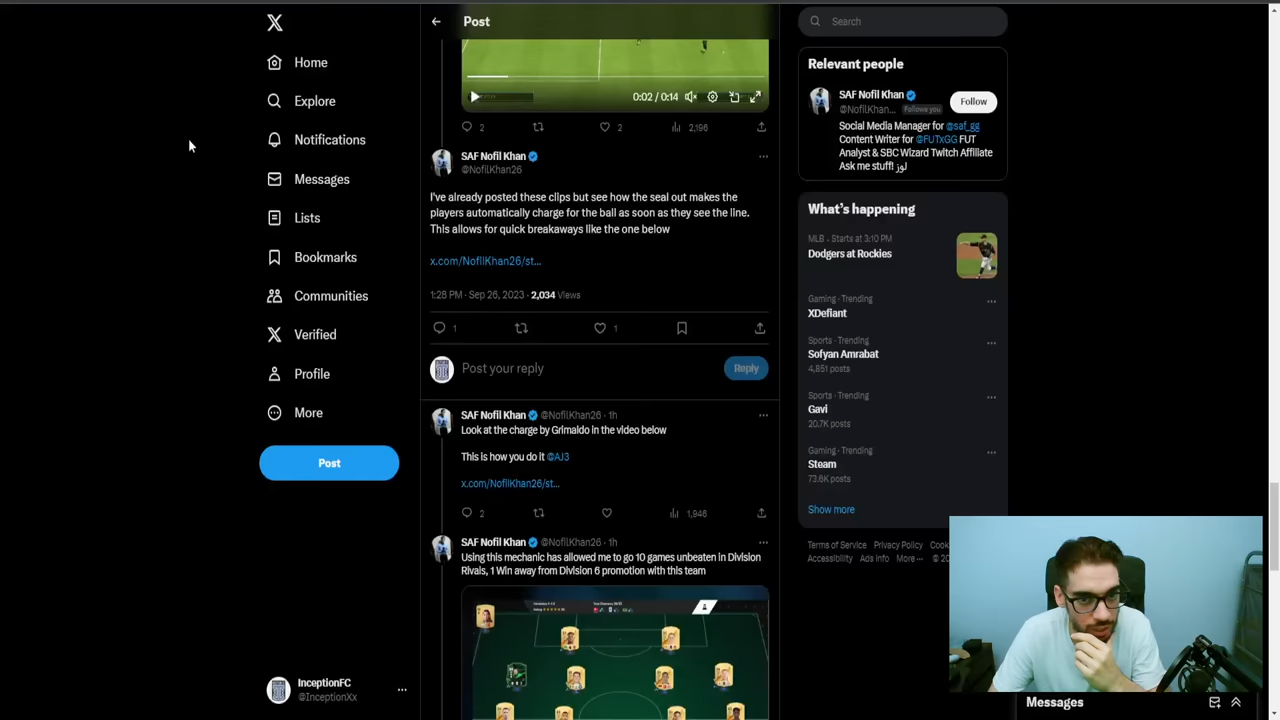 Post
Search
Home
Explore
Notifications
Messages
Lists
Bookmarks
Communities
Verified
Profile
More
Post
InceptionFC
@InceptionXx
0:02 / 0:14
2
2
2,196
SAF Nofil Khan
@NofilKhan26
I've already posted these clips but see how the seal out makes the
players automatically charge for the ball as soon as they see the line.
This allows for quick breakaways like the one below
x.com/NofilKhan26/st...
1:28 PM · Sep 26, 2023 · 2,034 Views
1
1
Post your reply
Reply
SAF Nofil Khan @NofilKhan26 · 1h
Look at the charge by Grimaldo in the video below
This is how you do it @AJ3
x.com/NofilKhan26/st...
2
1,946
SAF Nofil Khan @NofilKhan26 · 1h
Using this mechanic has allowed me to go 10 games unbeaten in Division
Rivals, 1 Win away from Division 6 promotion with this team
Relevant people
SAF Nofil Khan
@NofilKhan... Follows you
Follow
Social Media Manager for @saf_gg
Content Writer for @FUTxGG FUT
Analyst & SBC Wizard Twitch Affiliate
Ask me stuff! لوز
What's happening
MLB · Starts at 3:10 PM
Dodgers at Rockies
Gaming · Trending
XDefiant
Sports · Trending
Sofyan Amrabat
4,851 posts
Sports · Trending
Gavi
20.7K posts
Gaming · Trending
Steam
73.6K posts
Show more
Terms of Service Privacy Policy Cook
Accessibility Ads info More ··· © 20
Messages